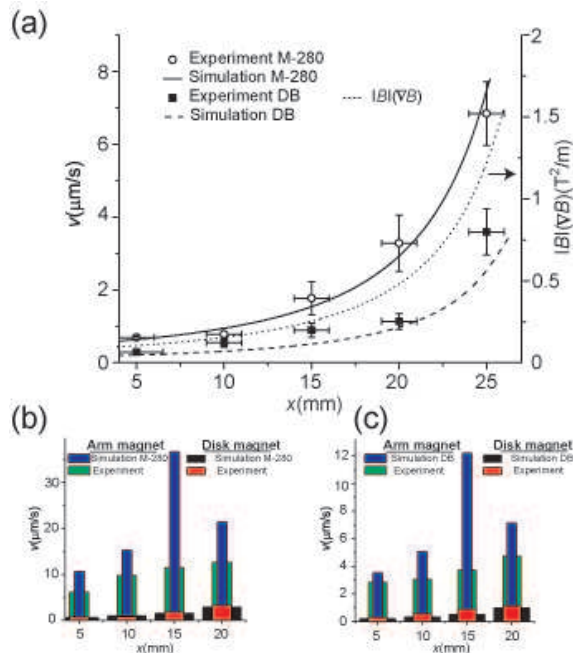 (a)
Experiment M-280
Simulation M-280
Experiment DB
Simulation DB
|B|(∇B)
v(μm/s)
8
6
4
2
0
|B|(∇B)(T²/m)
2
1.5
1
0.5
0
5 10 15 20 25
x(mm)
(b)
Arm magnet Disk magnet
Simulation M-280 Simulation M-280
Experiment Experiment
v(μm/s)
30
20
10
0
5 10 15 20
x(mm)
(c)
Arm magnet Disk magnet
Simulation DB Simulation DB
Experiment Experiment
v(μm/s)
12
10
8
6
4
2
0
5 10 15 20
x(mm)